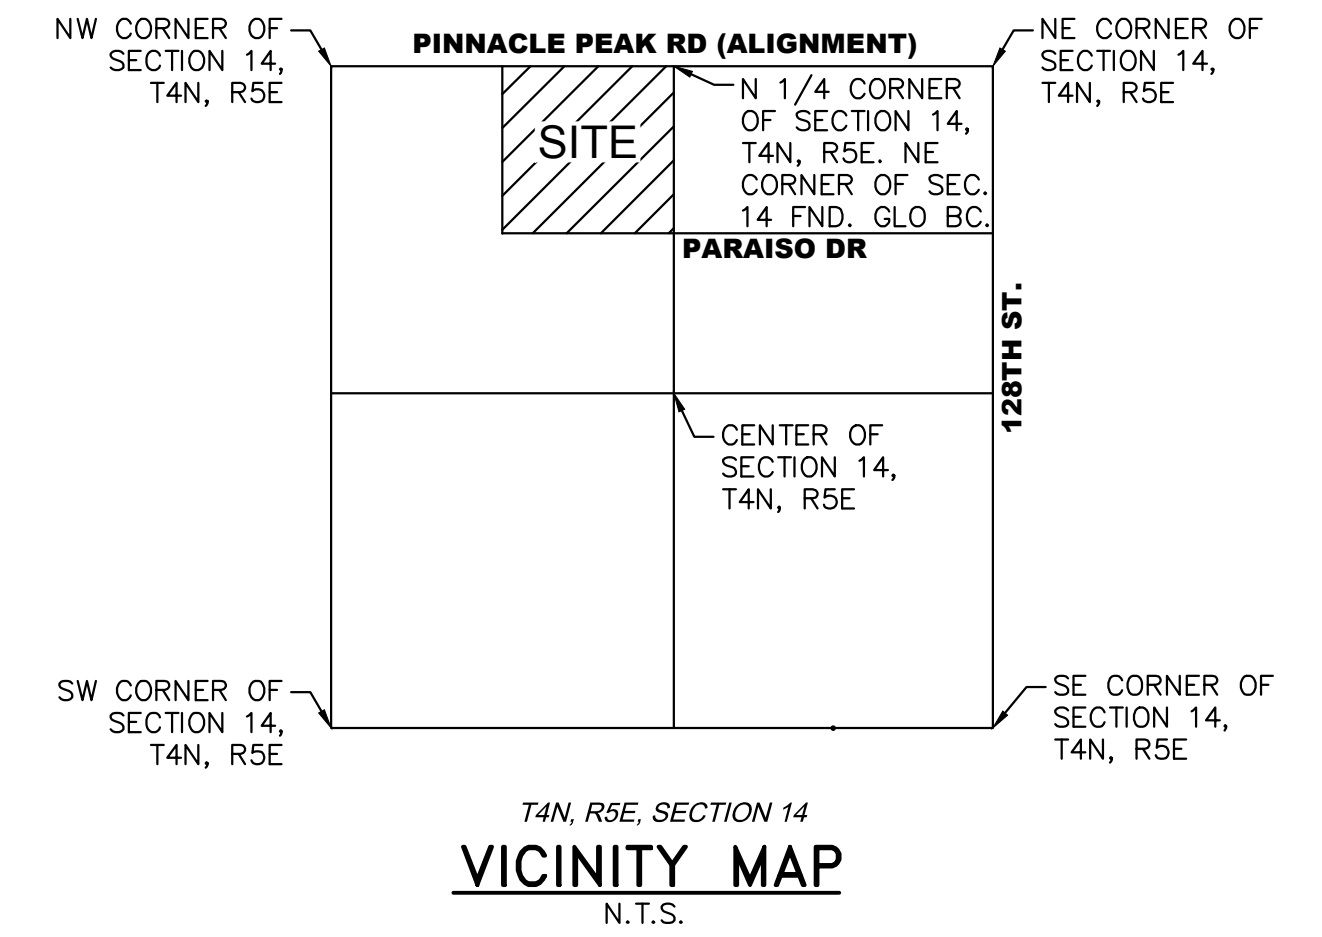 NW CORNER OF
SECTION 14,
T4N, R5E
PINNACLE PEAK RD (ALIGNMENT)
NE CORNER OF
SECTION 14,
T4N, R5E
SITE
N 1/4 CORNER
OF SECTION 14,
T4N, R5E. NE
CORNER OF SEC.
14 FND. GLO BC.
PARAISO DR
128TH ST.
CENTER OF
SECTION 14,
T4N, R5E
SW CORNER OF
SECTION 14,
T4N, R5E
SE CORNER OF
SECTION 14,
T4N, R5E
T4N, R5E, SECTION 14
VICINITY MAP
N.T.S.